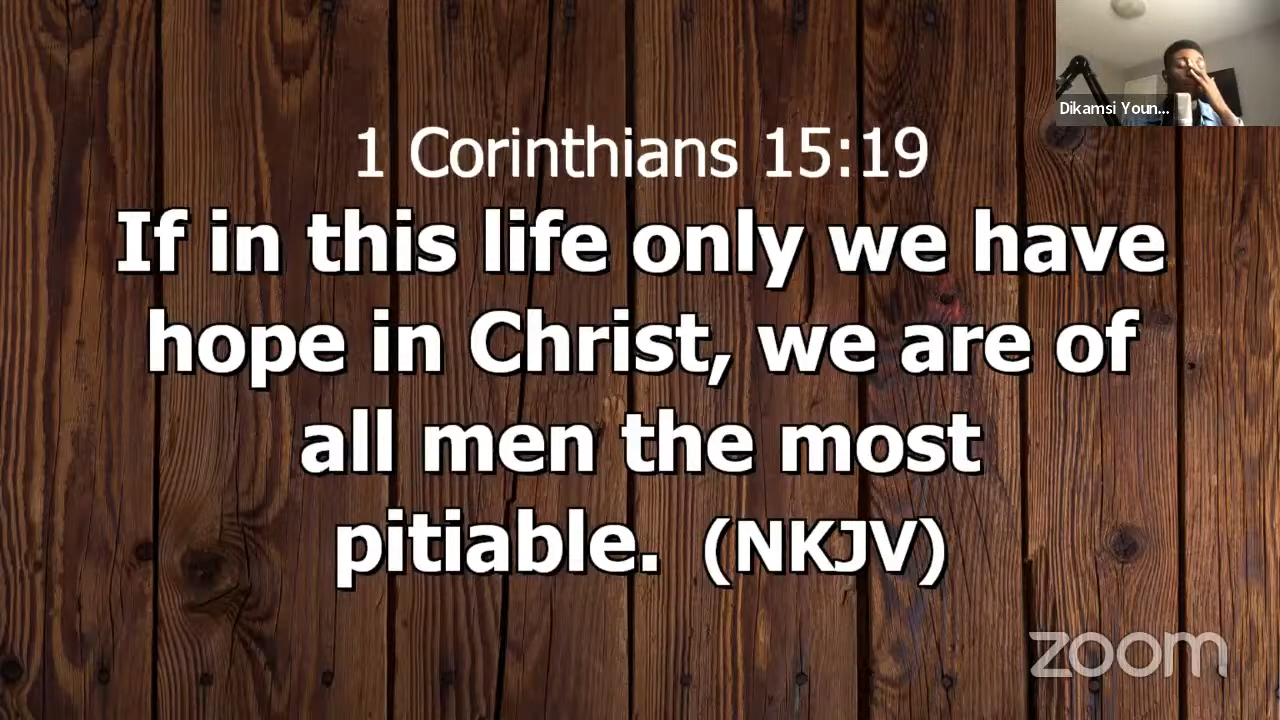 Dikamsi Youn...
1 Corinthians 15:19
If in this life only we have
hope in Christ, we are of
all men the most
pitiable. (NKJV)
zoom